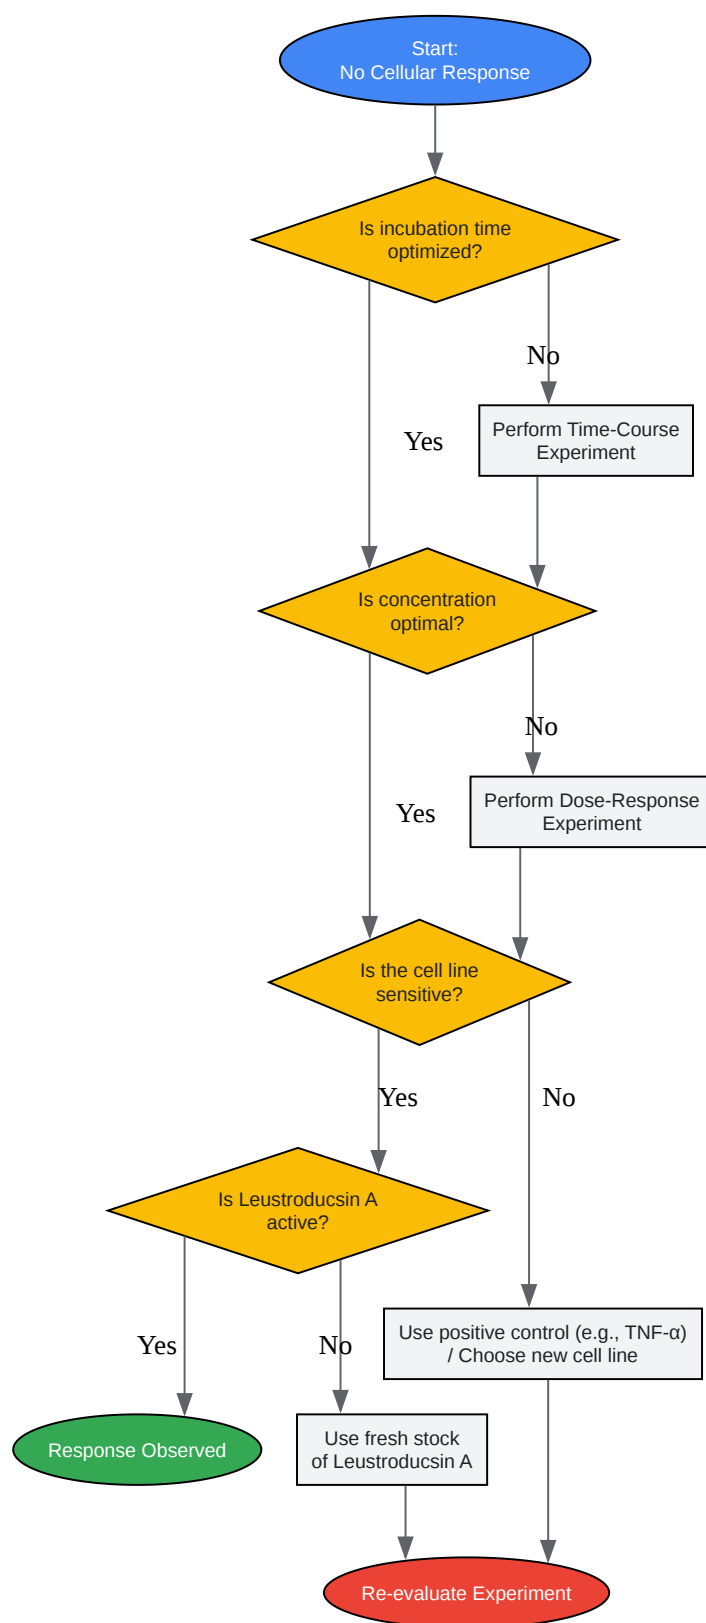 Start:
No Cellular Response
Is incubation time
optimized?
No
Perform Time-Course
Experiment
Yes
Is concentration
optimal?
No
Perform Dose-Response
Experiment
Yes
Is the cell line
sensitive?
Yes
No
Is Leustroducsin A
active?
Use positive control (e.g., TNF-α)
/ Choose new cell line
Yes
No
Response Observed
Use fresh stock
of Leustroducsin A
Re-evaluate Experiment